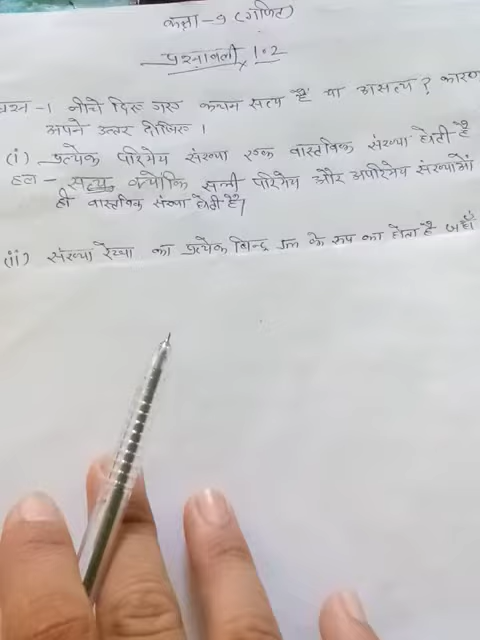 कक्षा - 9 (गणित)
प्रश्नावली 1.2
प्रश्न -1 नीचे दिए गए कथन सत्य हैं या असत्य? कारण
अपने उत्तर दीजिए।
(i) प्रत्येक परिमेय संख्या एक वास्तविक संख्या होती है
हल - सत्य, क्योंकि सभी परिमेय और अपरिमेय संख्याओं
ही वास्तविक संख्या होती है।
(ii) संख्या रेखा का प्रत्येक बिन्दु √m के रूप का होता है जहाँ